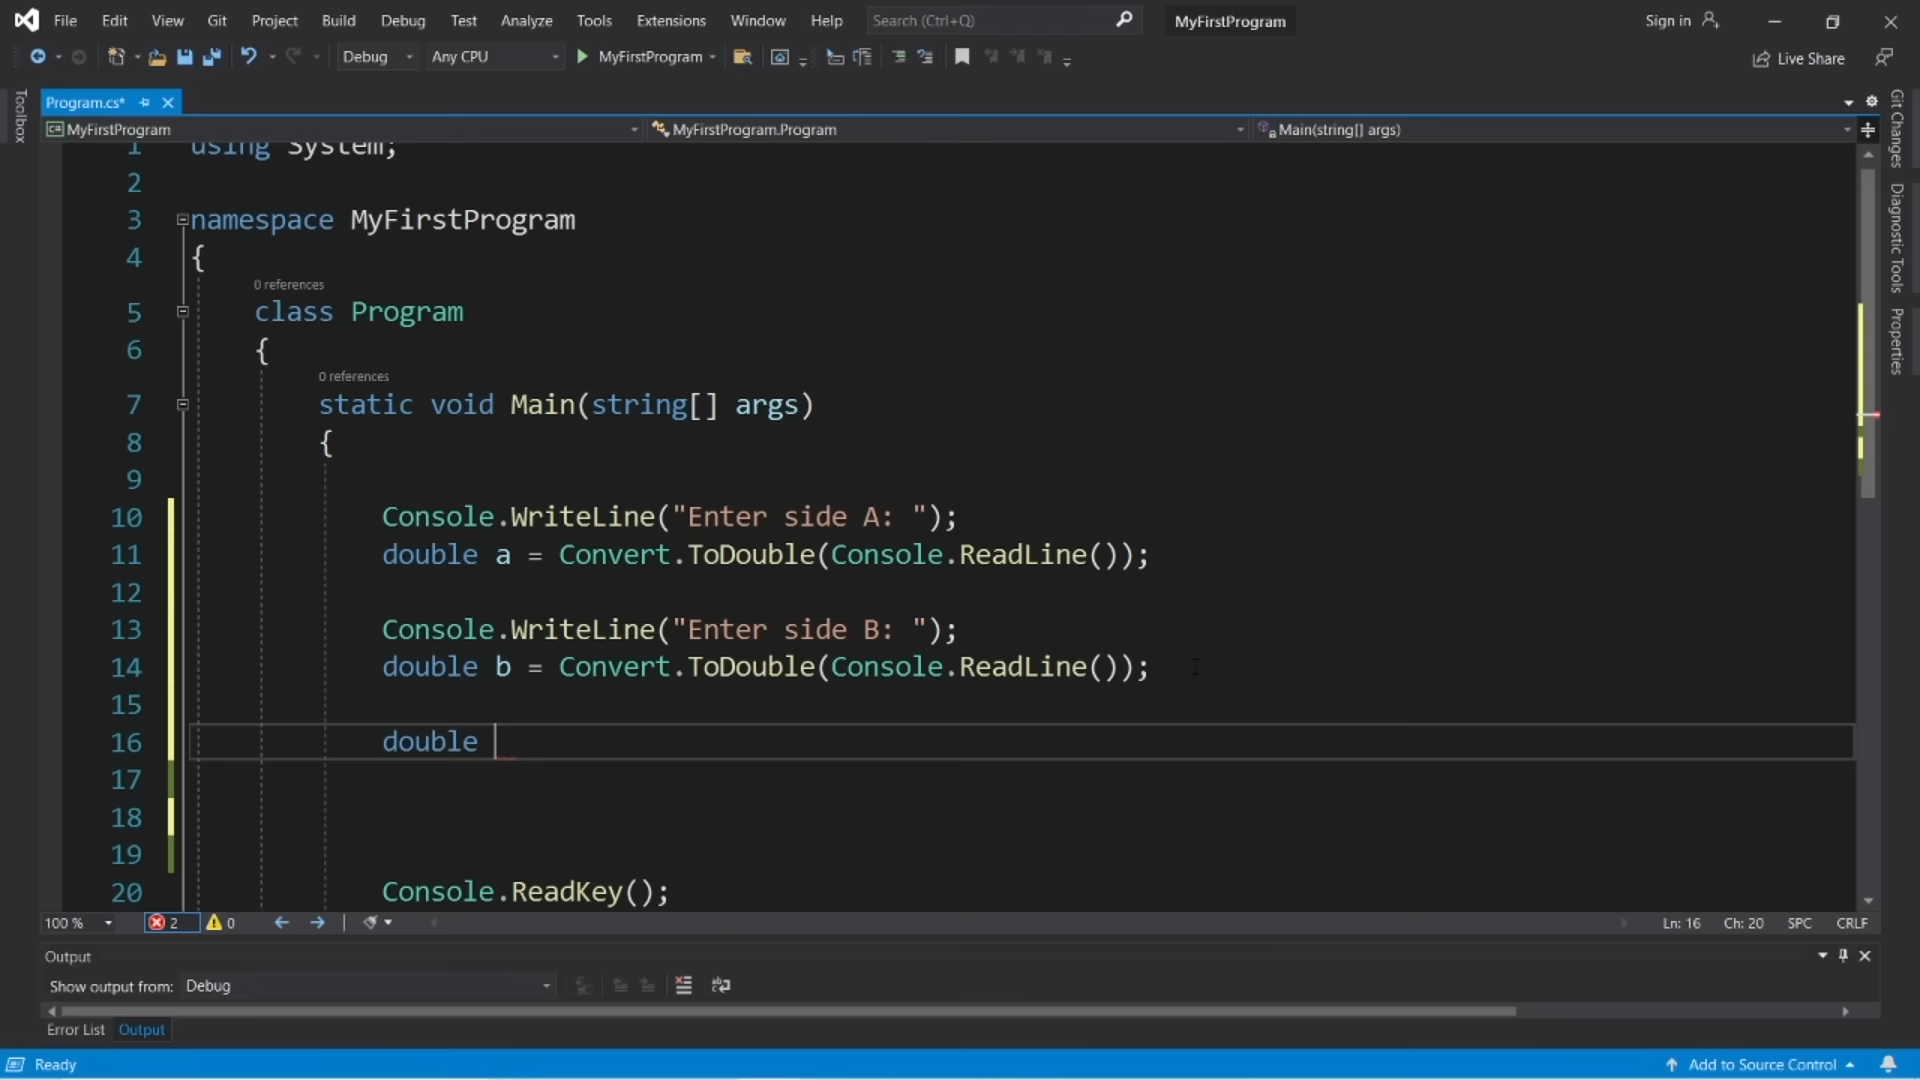 File Edit View Git Project Build Debug Test Analyze Tools Extensions Window Help Search (Ctrl+Q) MyFirstProgram Sign in
Debug Any CPU MyFirstProgram Live Share
Toolbox
Program.cs*
MyFirstProgram MyFirstProgram.Program Main(string[] args)
1 using System;
2
3 namespace MyFirstProgram
4 {
0 references
5 class Program
6 {
0 references
7 static void Main(string[] args)
8 {
9
10 Console.WriteLine("Enter side A: ");
11 double a = Convert.ToDouble(Console.ReadLine());
12
13 Console.WriteLine("Enter side B: ");
14 double b = Convert.ToDouble(Console.ReadLine());
15
16 double
17
18
19
20 Console.ReadKey();
Git Changes
Diagnostic Tools
Properties
100 % 2 0 Ln: 16 Ch: 20 SPC CRLF
Output
Show output from: Debug
Error List Output
Ready Add to Source Control